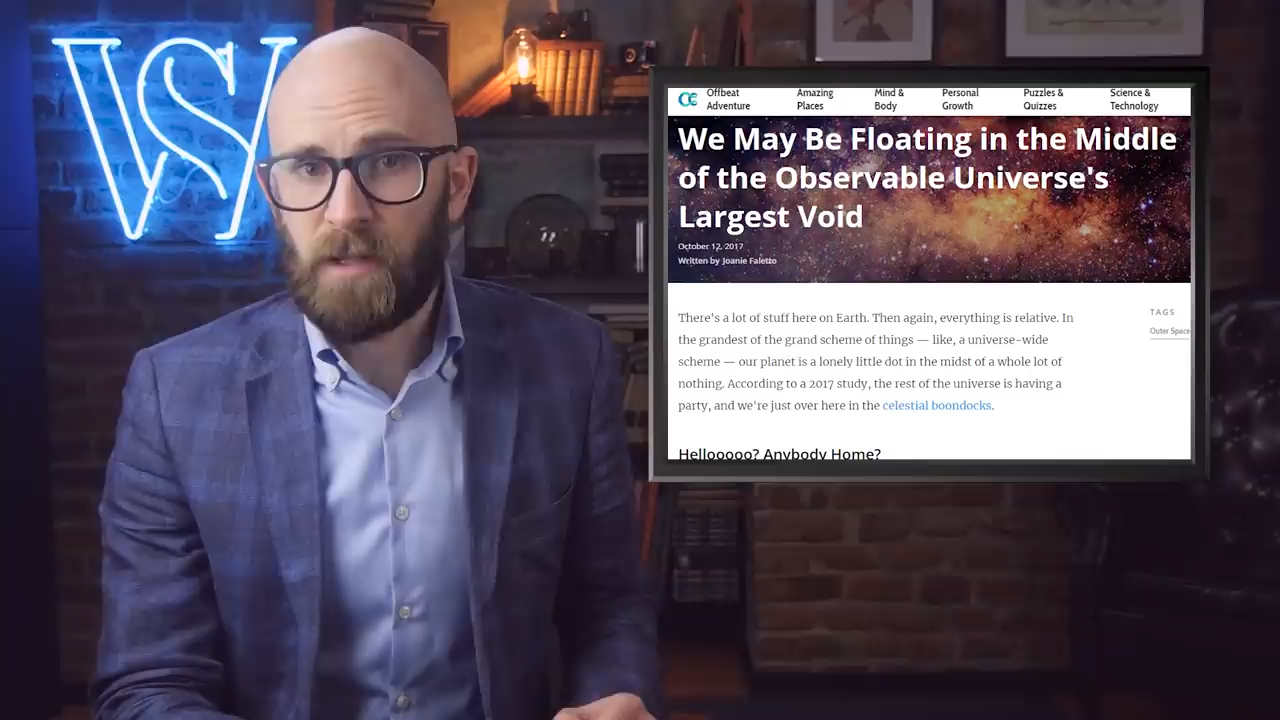 VSV
Offbeat Adventure
Amazing Places
Mind & Body
Personal Growth
Puzzles & Quizzes
Science & Technology
We May Be Floating in the Middle
of the Observable Universe's
Largest Void
October 12, 2017
Written by Joanie Faletto
There's a lot of stuff here on Earth. Then again, everything is relative. In
the grandest of the grand scheme of things — like, a universe-wide
scheme — our planet is a lonely little dot in the midst of a whole lot of
nothing. According to a 2017 study, the rest of the universe is having a
party, and we're just over here in the celestial boondocks.
TAGS
Outer Space
Hellooooo? Anybody Home?